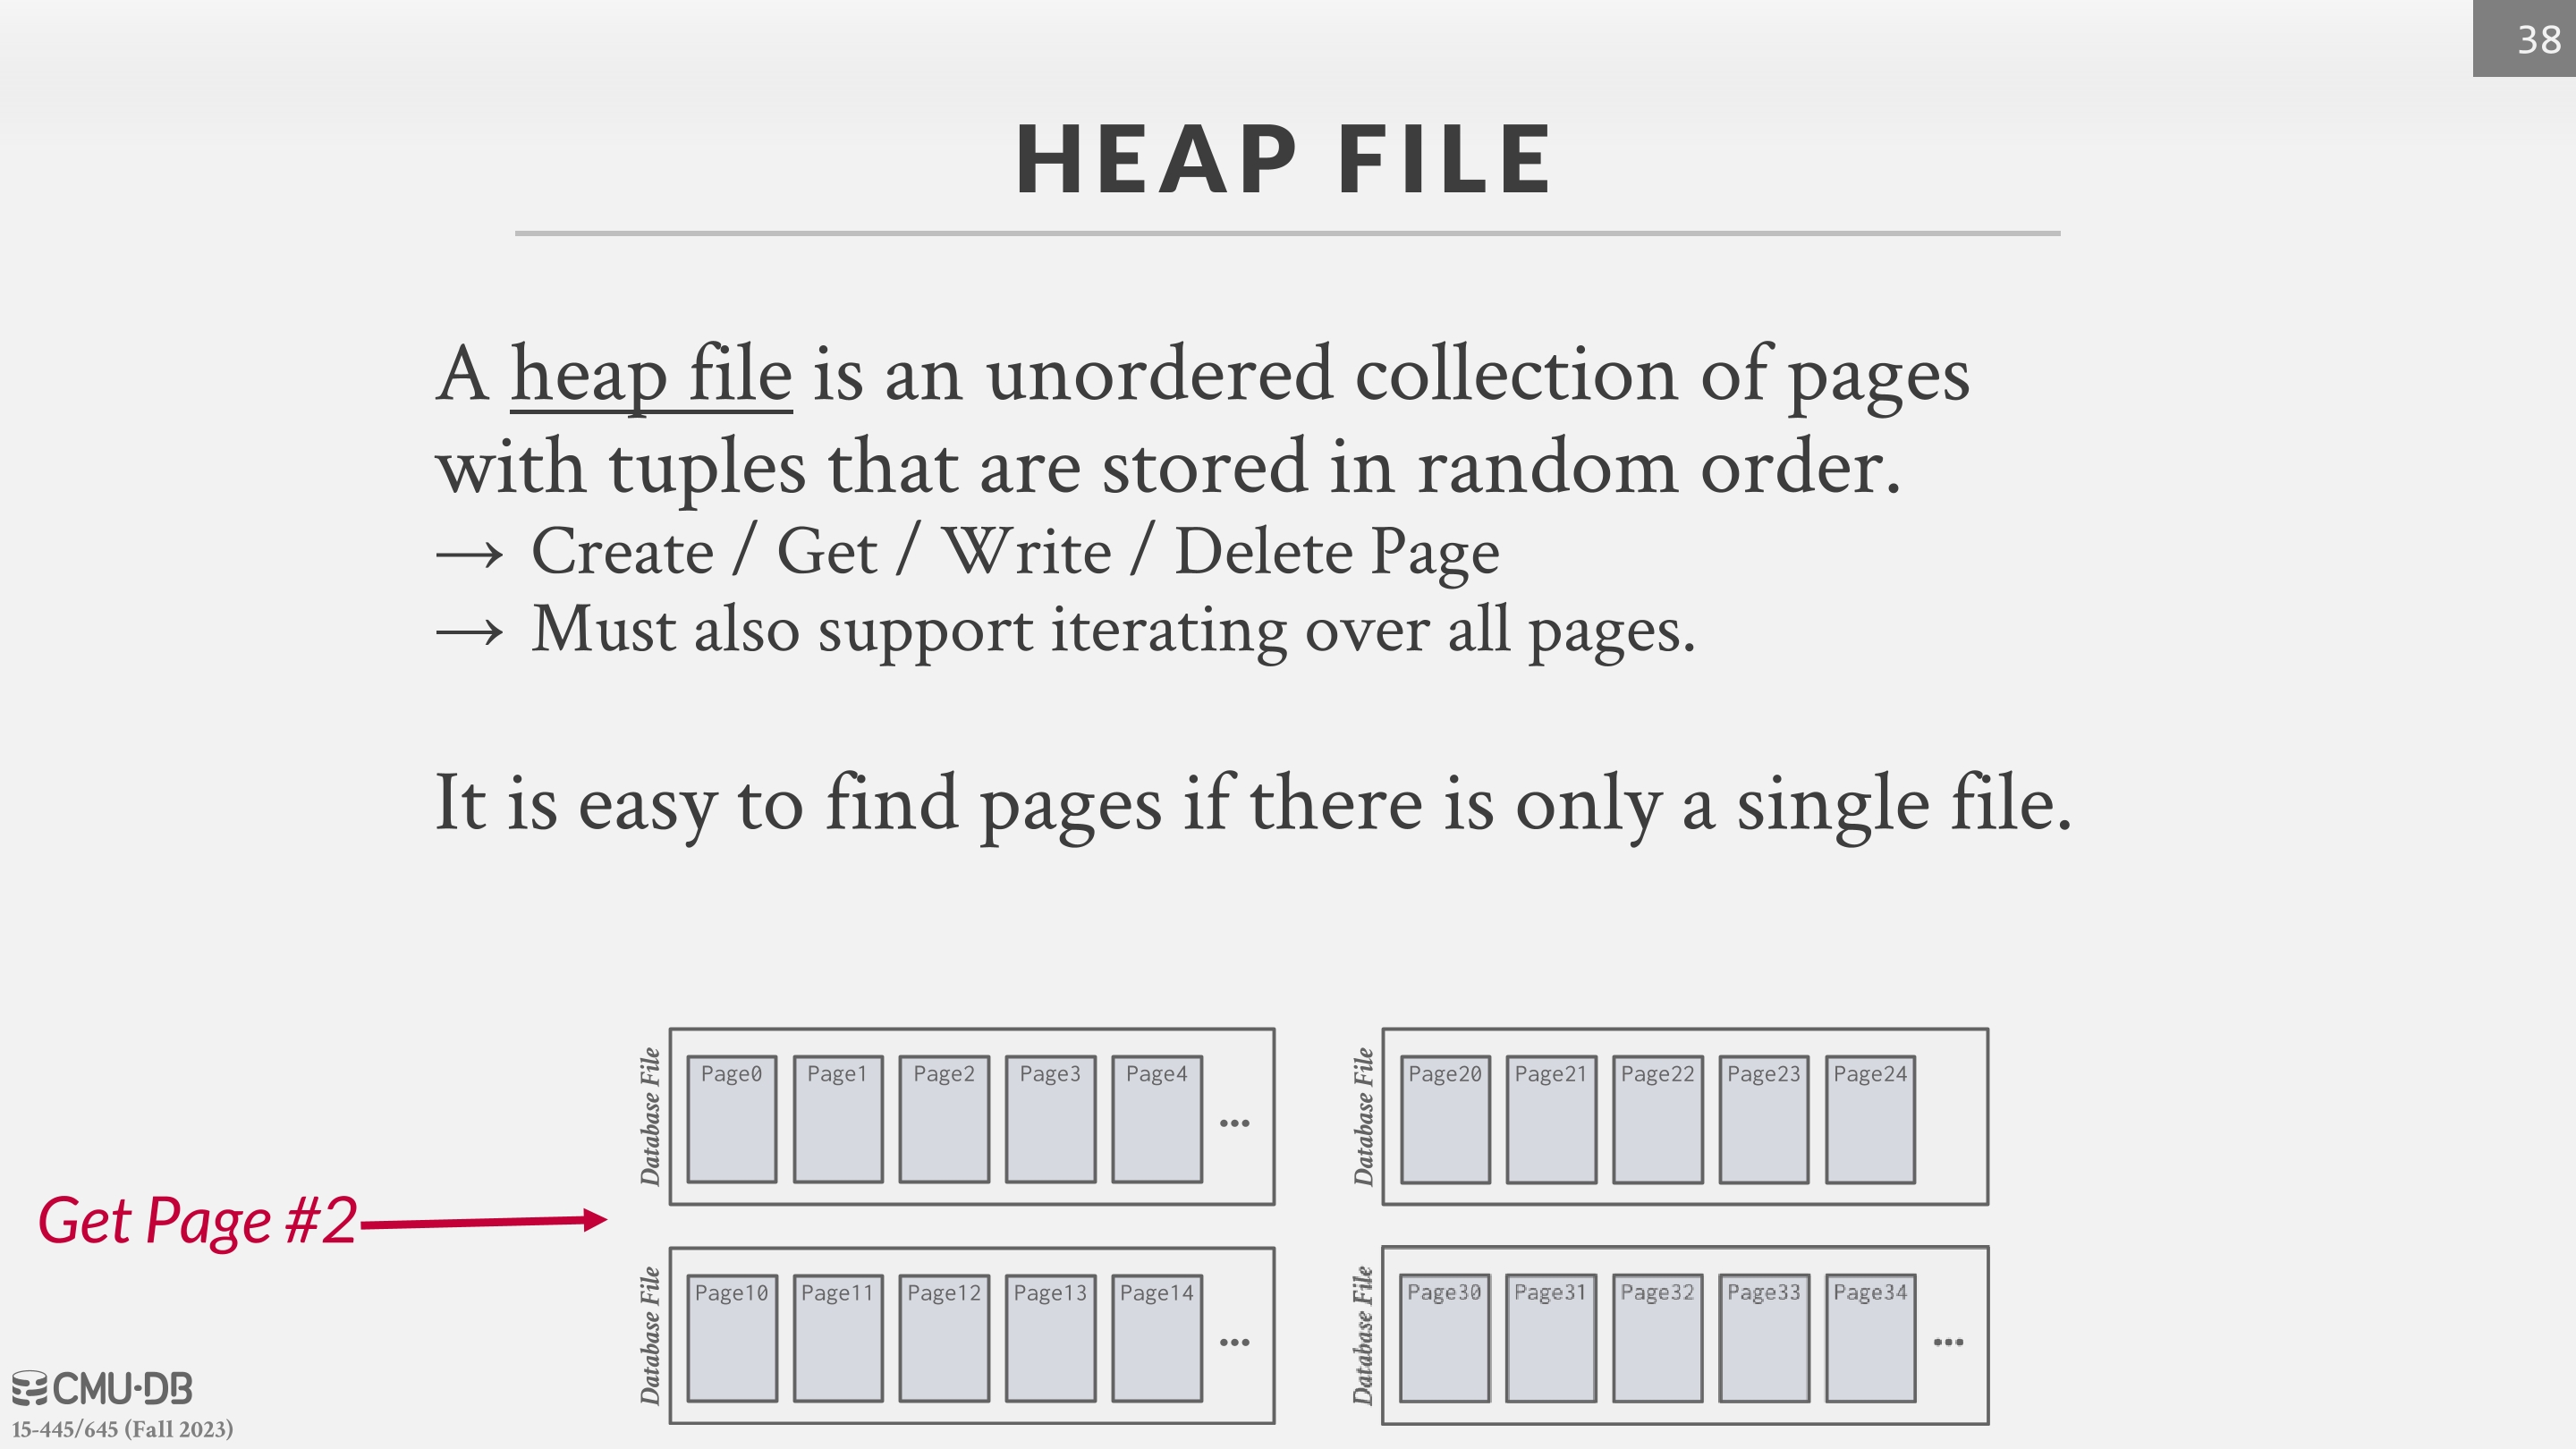 38
HEAP FILE
A heap file is an unordered collection of pages
with tuples that are stored in random order.
→ Create / Get / Write / Delete Page
→ Must also support iterating over all pages.
It is easy to find pages if there is only a single file.
Get Page #2
Database File
Page0 Page1 Page2 Page3 Page4 ...
Database File
Page20 Page21 Page22 Page23 Page24
Database File
Page10 Page11 Page12 Page13 Page14 ...
Database File
Page30 Page31 Page32 Page33 Page34 ...
CMU·DB
15-445/645 (Fall 2023)